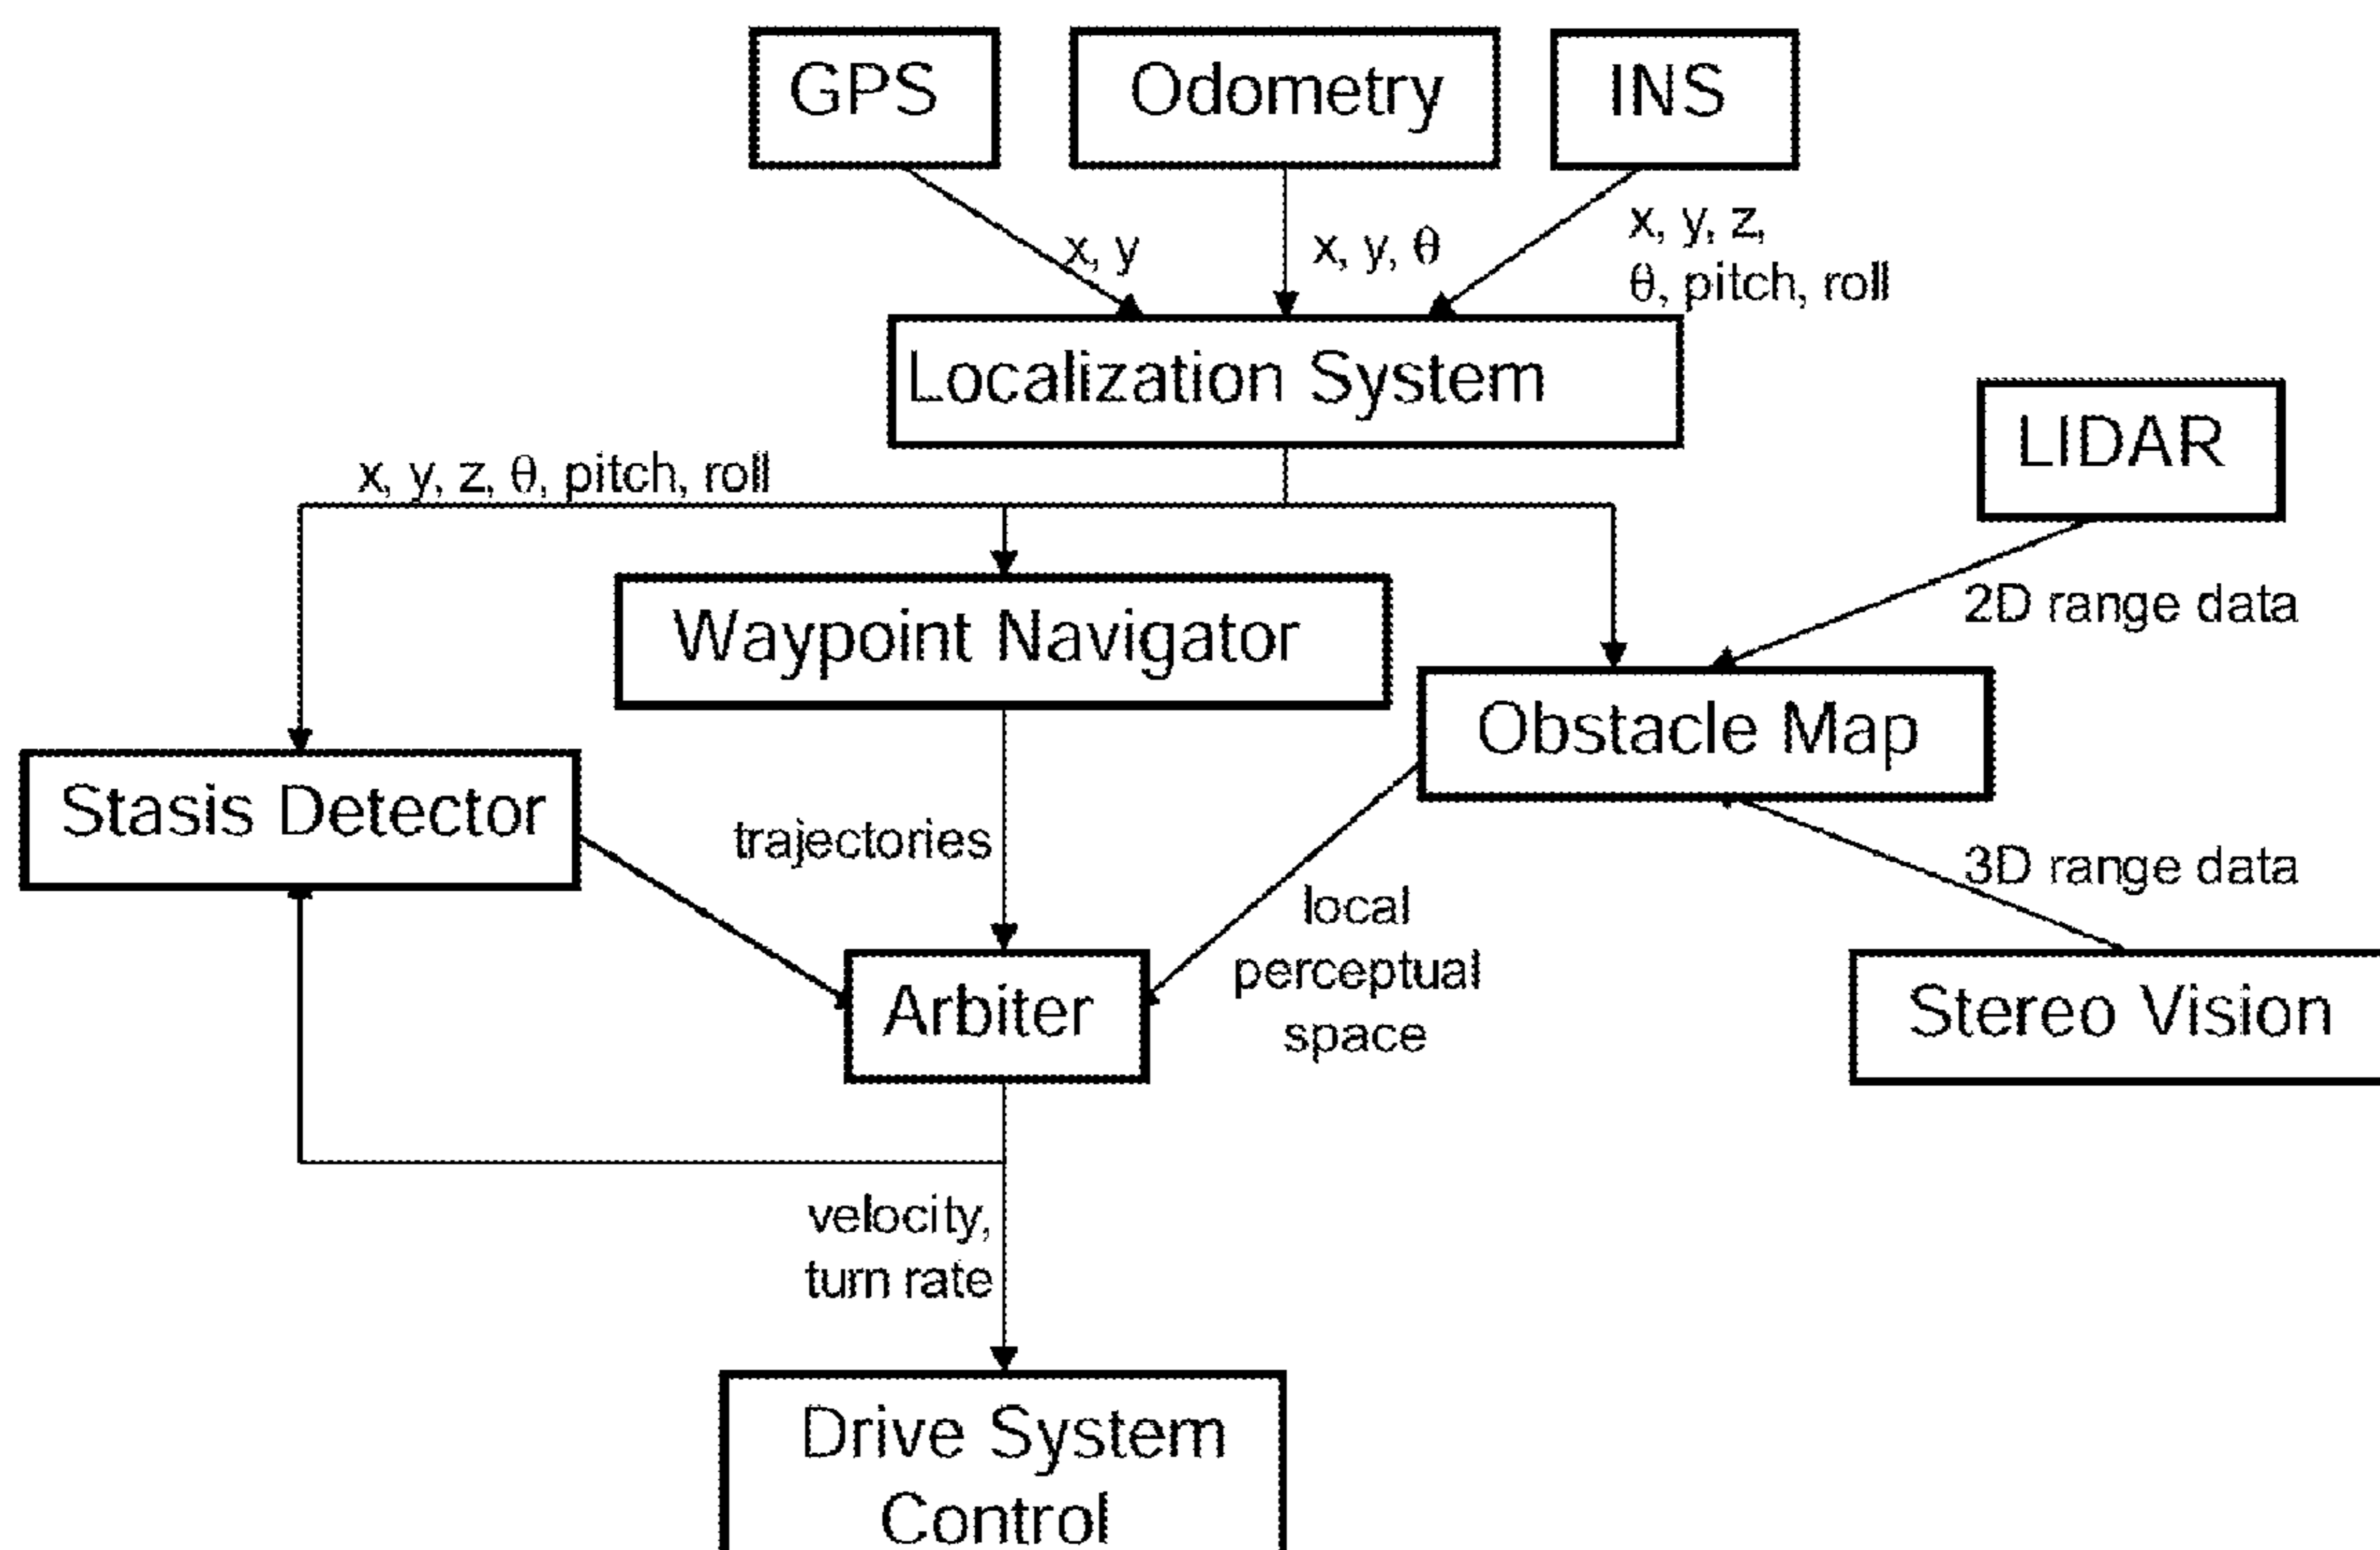 GPS
Odometry
INS
x, y
x, y, θ
x, y, z,
θ, pitch, roll
Localization System
LIDAR
x, y, z, θ, pitch, roll
2D range data
Waypoint Navigator
Obstacle Map
Stasis Detector
trajectories
3D range data
local
perceptual
space
Arbiter
Stereo Vision
velocity,
turn rate
Drive System
Control